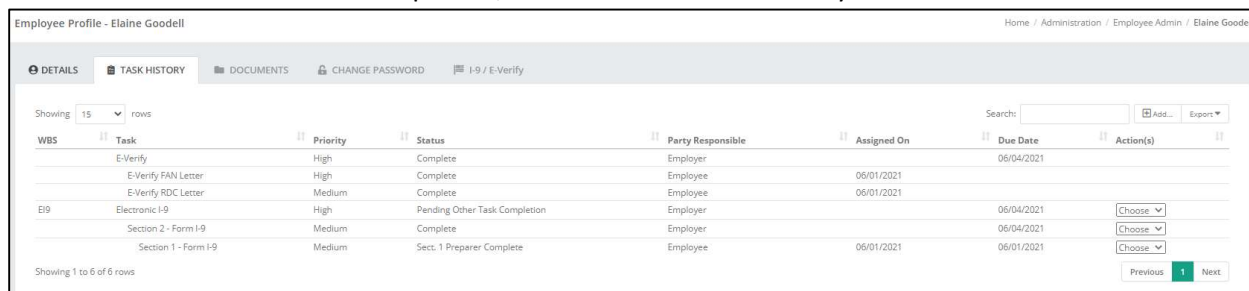 Employee Profile - Elaine Goodell Home / Administration / Employee Admin / Elaine Goode
DETAILS TASK HISTORY DOCUMENTS CHANGE PASSWORD I-9 / E-Verify
Showing 15 rows Search: Add... Export
WBS Task Priority Status Party Responsible Assigned On Due Date Action(s)
E-Verify High Complete Employer 06/04/2021
E-Verify FAN Letter High Complete Employee 06/01/2021
E-Verify RDC Letter Medium Complete Employee 06/01/2021
EI9 Electronic I-9 High Pending Other Task Completion Employer 06/04/2021 Choose
Section 2 - Form I-9 Medium Complete Employer 06/04/2021 Choose
Section 1 - Form I-9 Medium Sect. 1 Preparer Complete Employee 06/01/2021 06/01/2021 Choose
Showing 1 to 6 of 6 rows Previous 1 Next